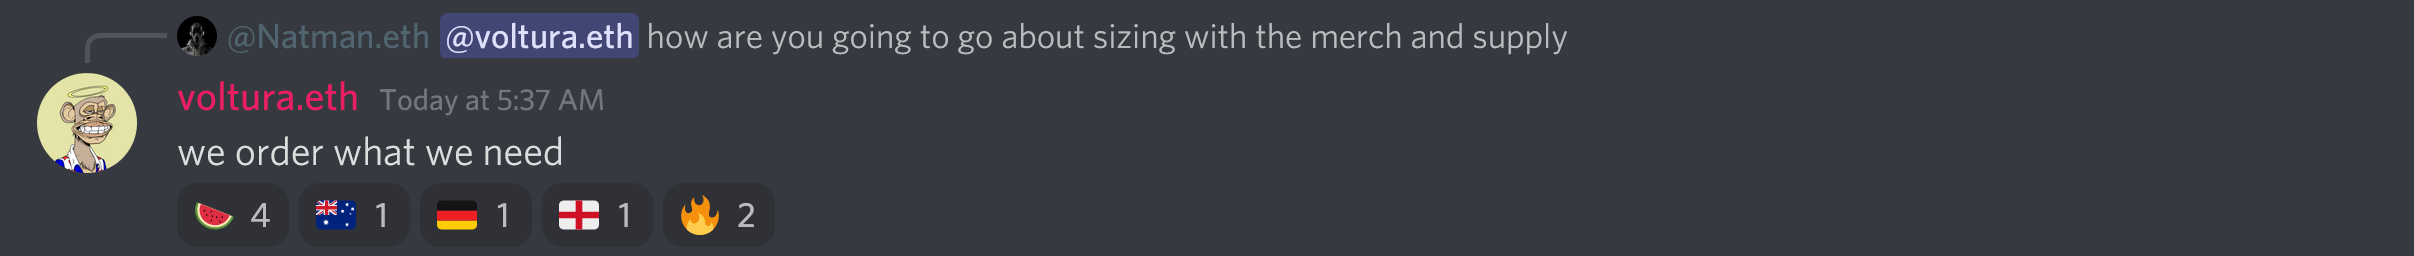 @Natman.eth @voltura.eth how are you going to go about sizing with the merch and supply
voltura.eth Today at 5:37 AM
we order what we need
4 1 1 1 2